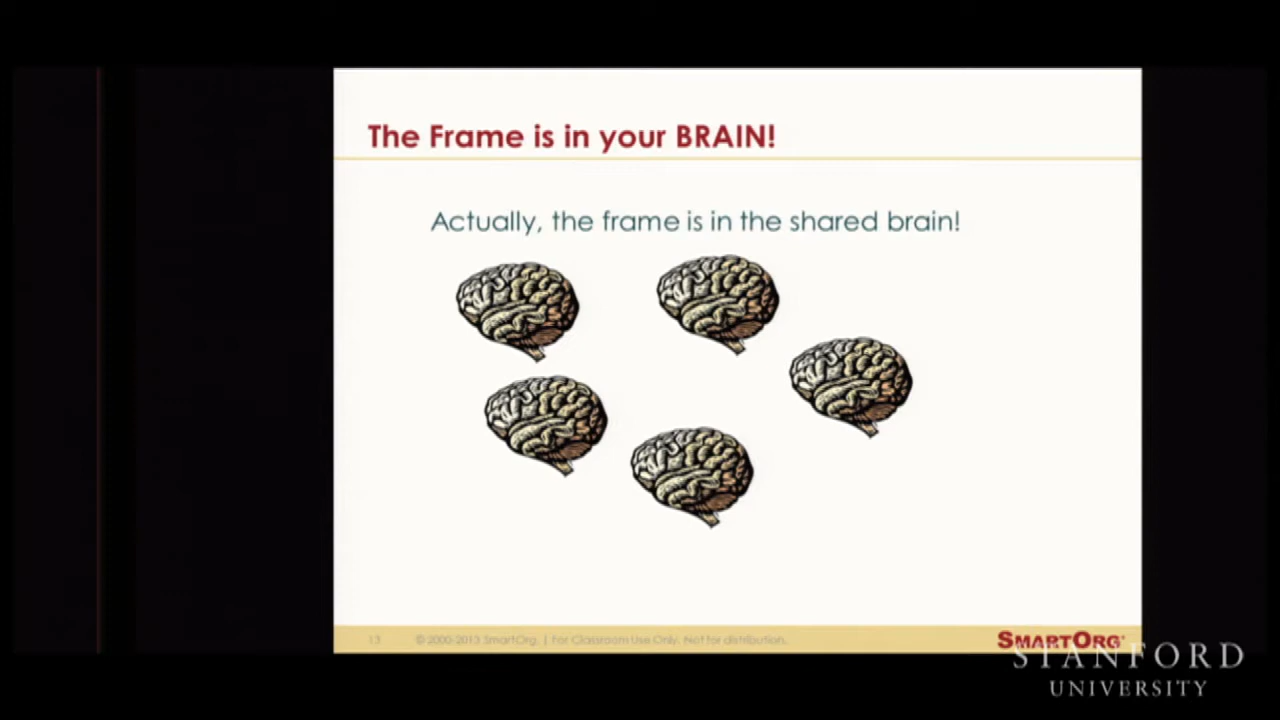 The Frame is in your BRAIN!
Actually, the frame is in the shared brain!
13 © 2000-2013 SmartOrg. | For Classroom Use Only. Not for distribution.
SMARTORG®
STANFORD
UNIVERSITY